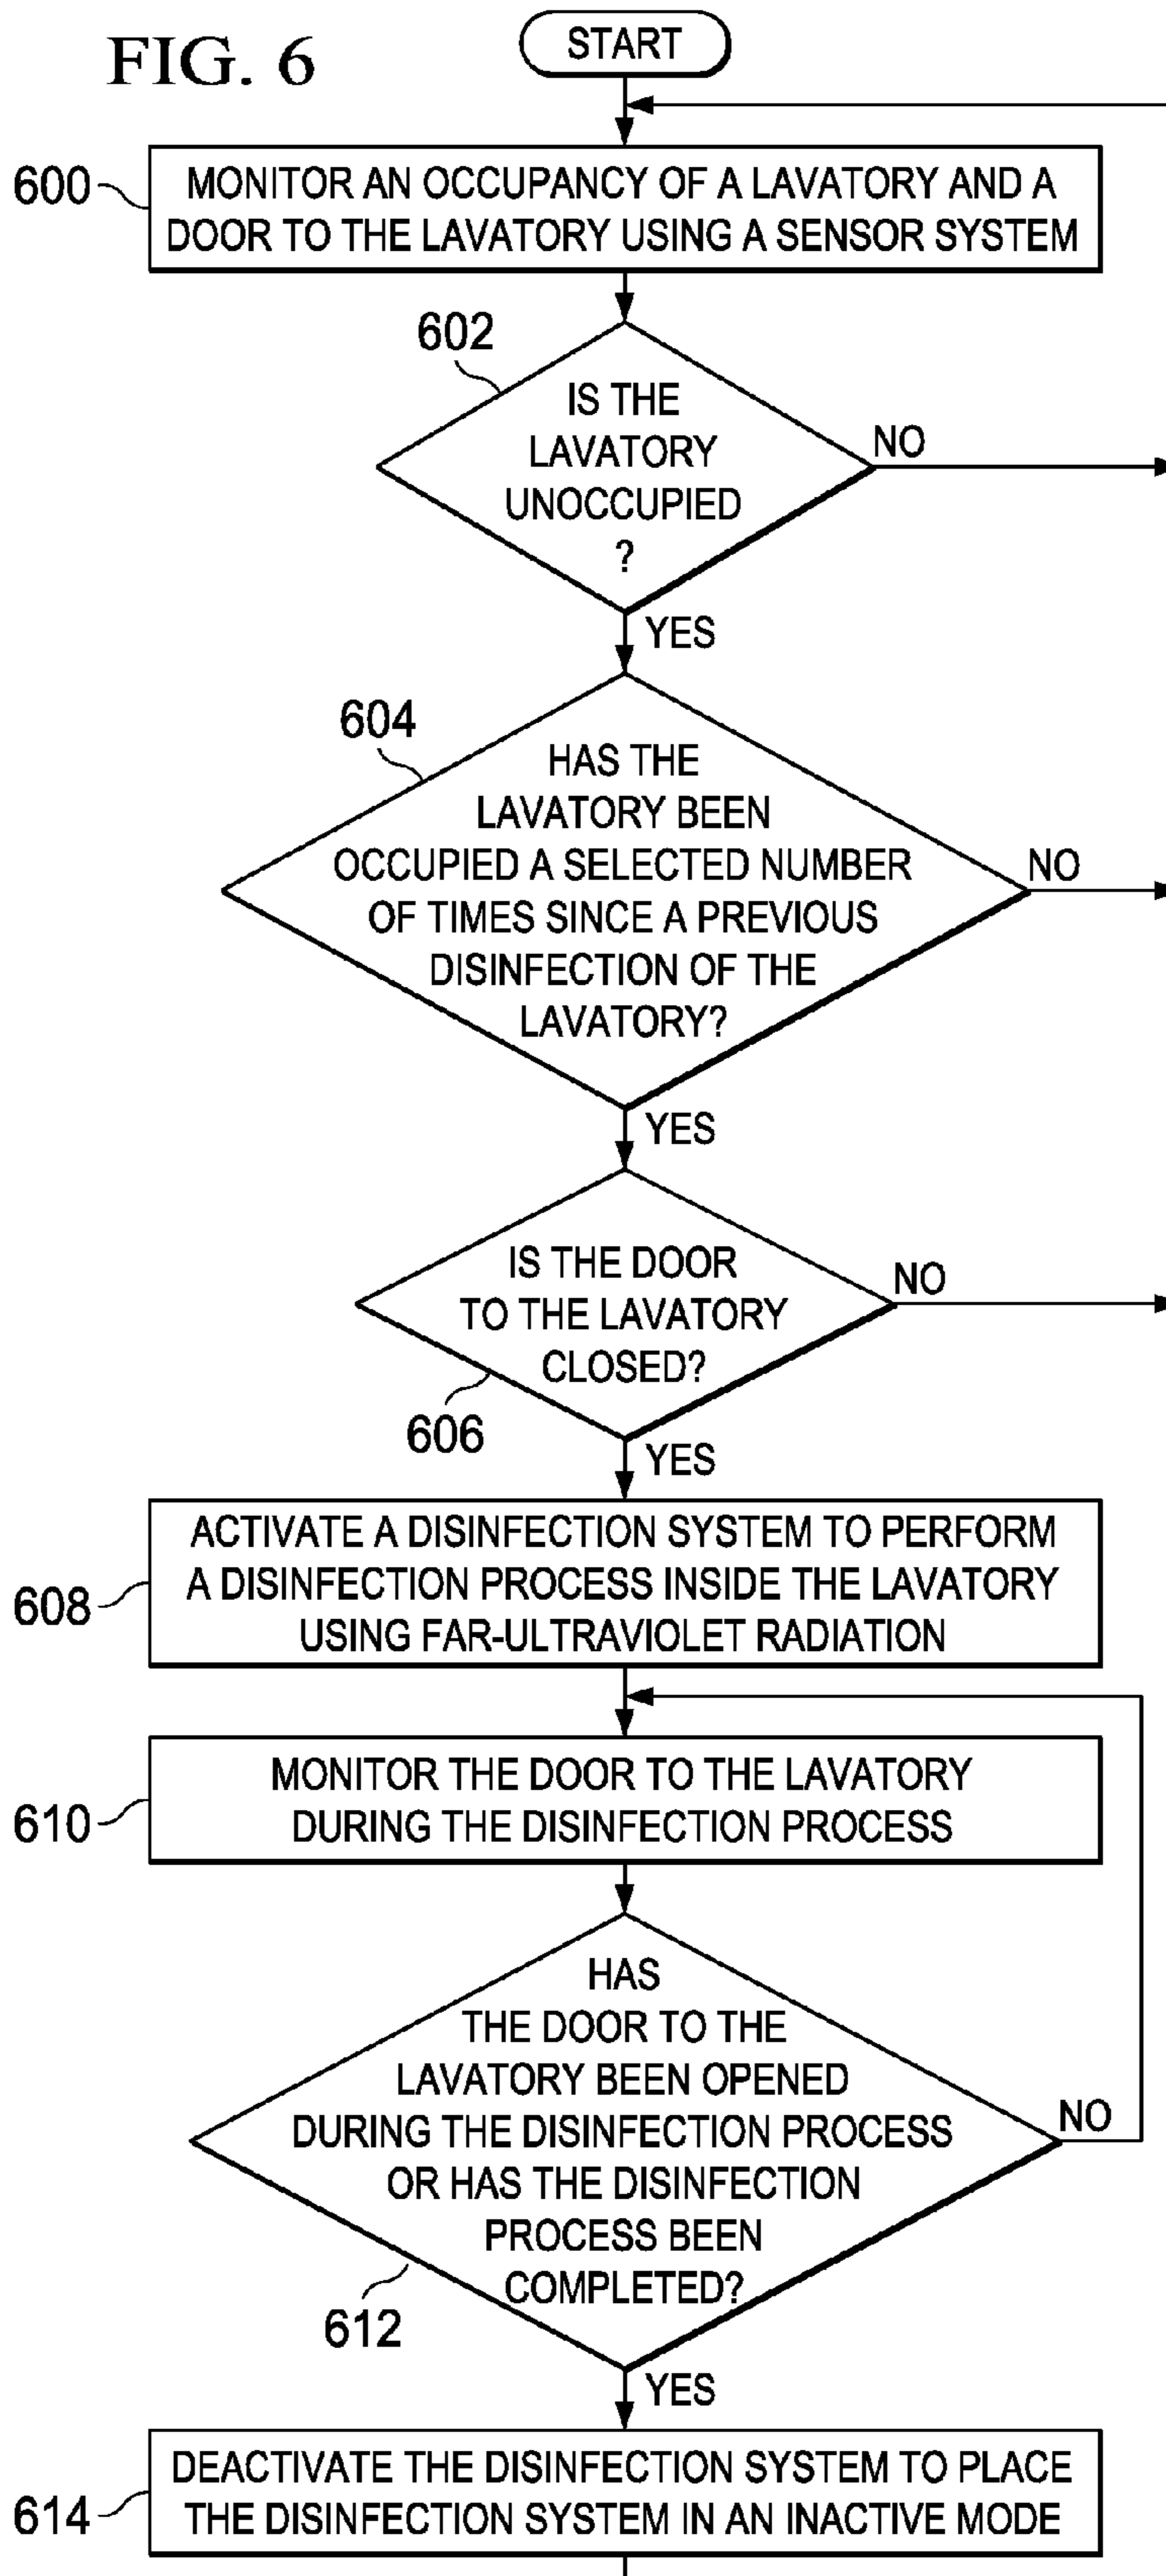 FIG. 6
START
600
MONITOR AN OCCUPANCY OF A LAVATORY AND A
DOOR TO THE LAVATORY USING A SENSOR SYSTEM
602
IS THE
LAVATORY
UNOCCUPIED
?
NO
YES
604
HAS THE
LAVATORY BEEN
OCCUPIED A SELECTED NUMBER
OF TIMES SINCE A PREVIOUS
DISINFECTION OF THE
LAVATORY?
NO
YES
IS THE DOOR
TO THE LAVATORY
CLOSED?
NO
606
YES
608
ACTIVATE A DISINFECTION SYSTEM TO PERFORM
A DISINFECTION PROCESS INSIDE THE LAVATORY
USING FAR-ULTRAVIOLET RADIATION
610
MONITOR THE DOOR TO THE LAVATORY
DURING THE DISINFECTION PROCESS
HAS
THE DOOR TO THE
LAVATORY BEEN OPENED
DURING THE DISINFECTION PROCESS
OR HAS THE DISINFECTION
PROCESS BEEN
COMPLETED?
NO
612
YES
614
DEACTIVATE THE DISINFECTION SYSTEM TO PLACE
THE DISINFECTION SYSTEM IN AN INACTIVE MODE